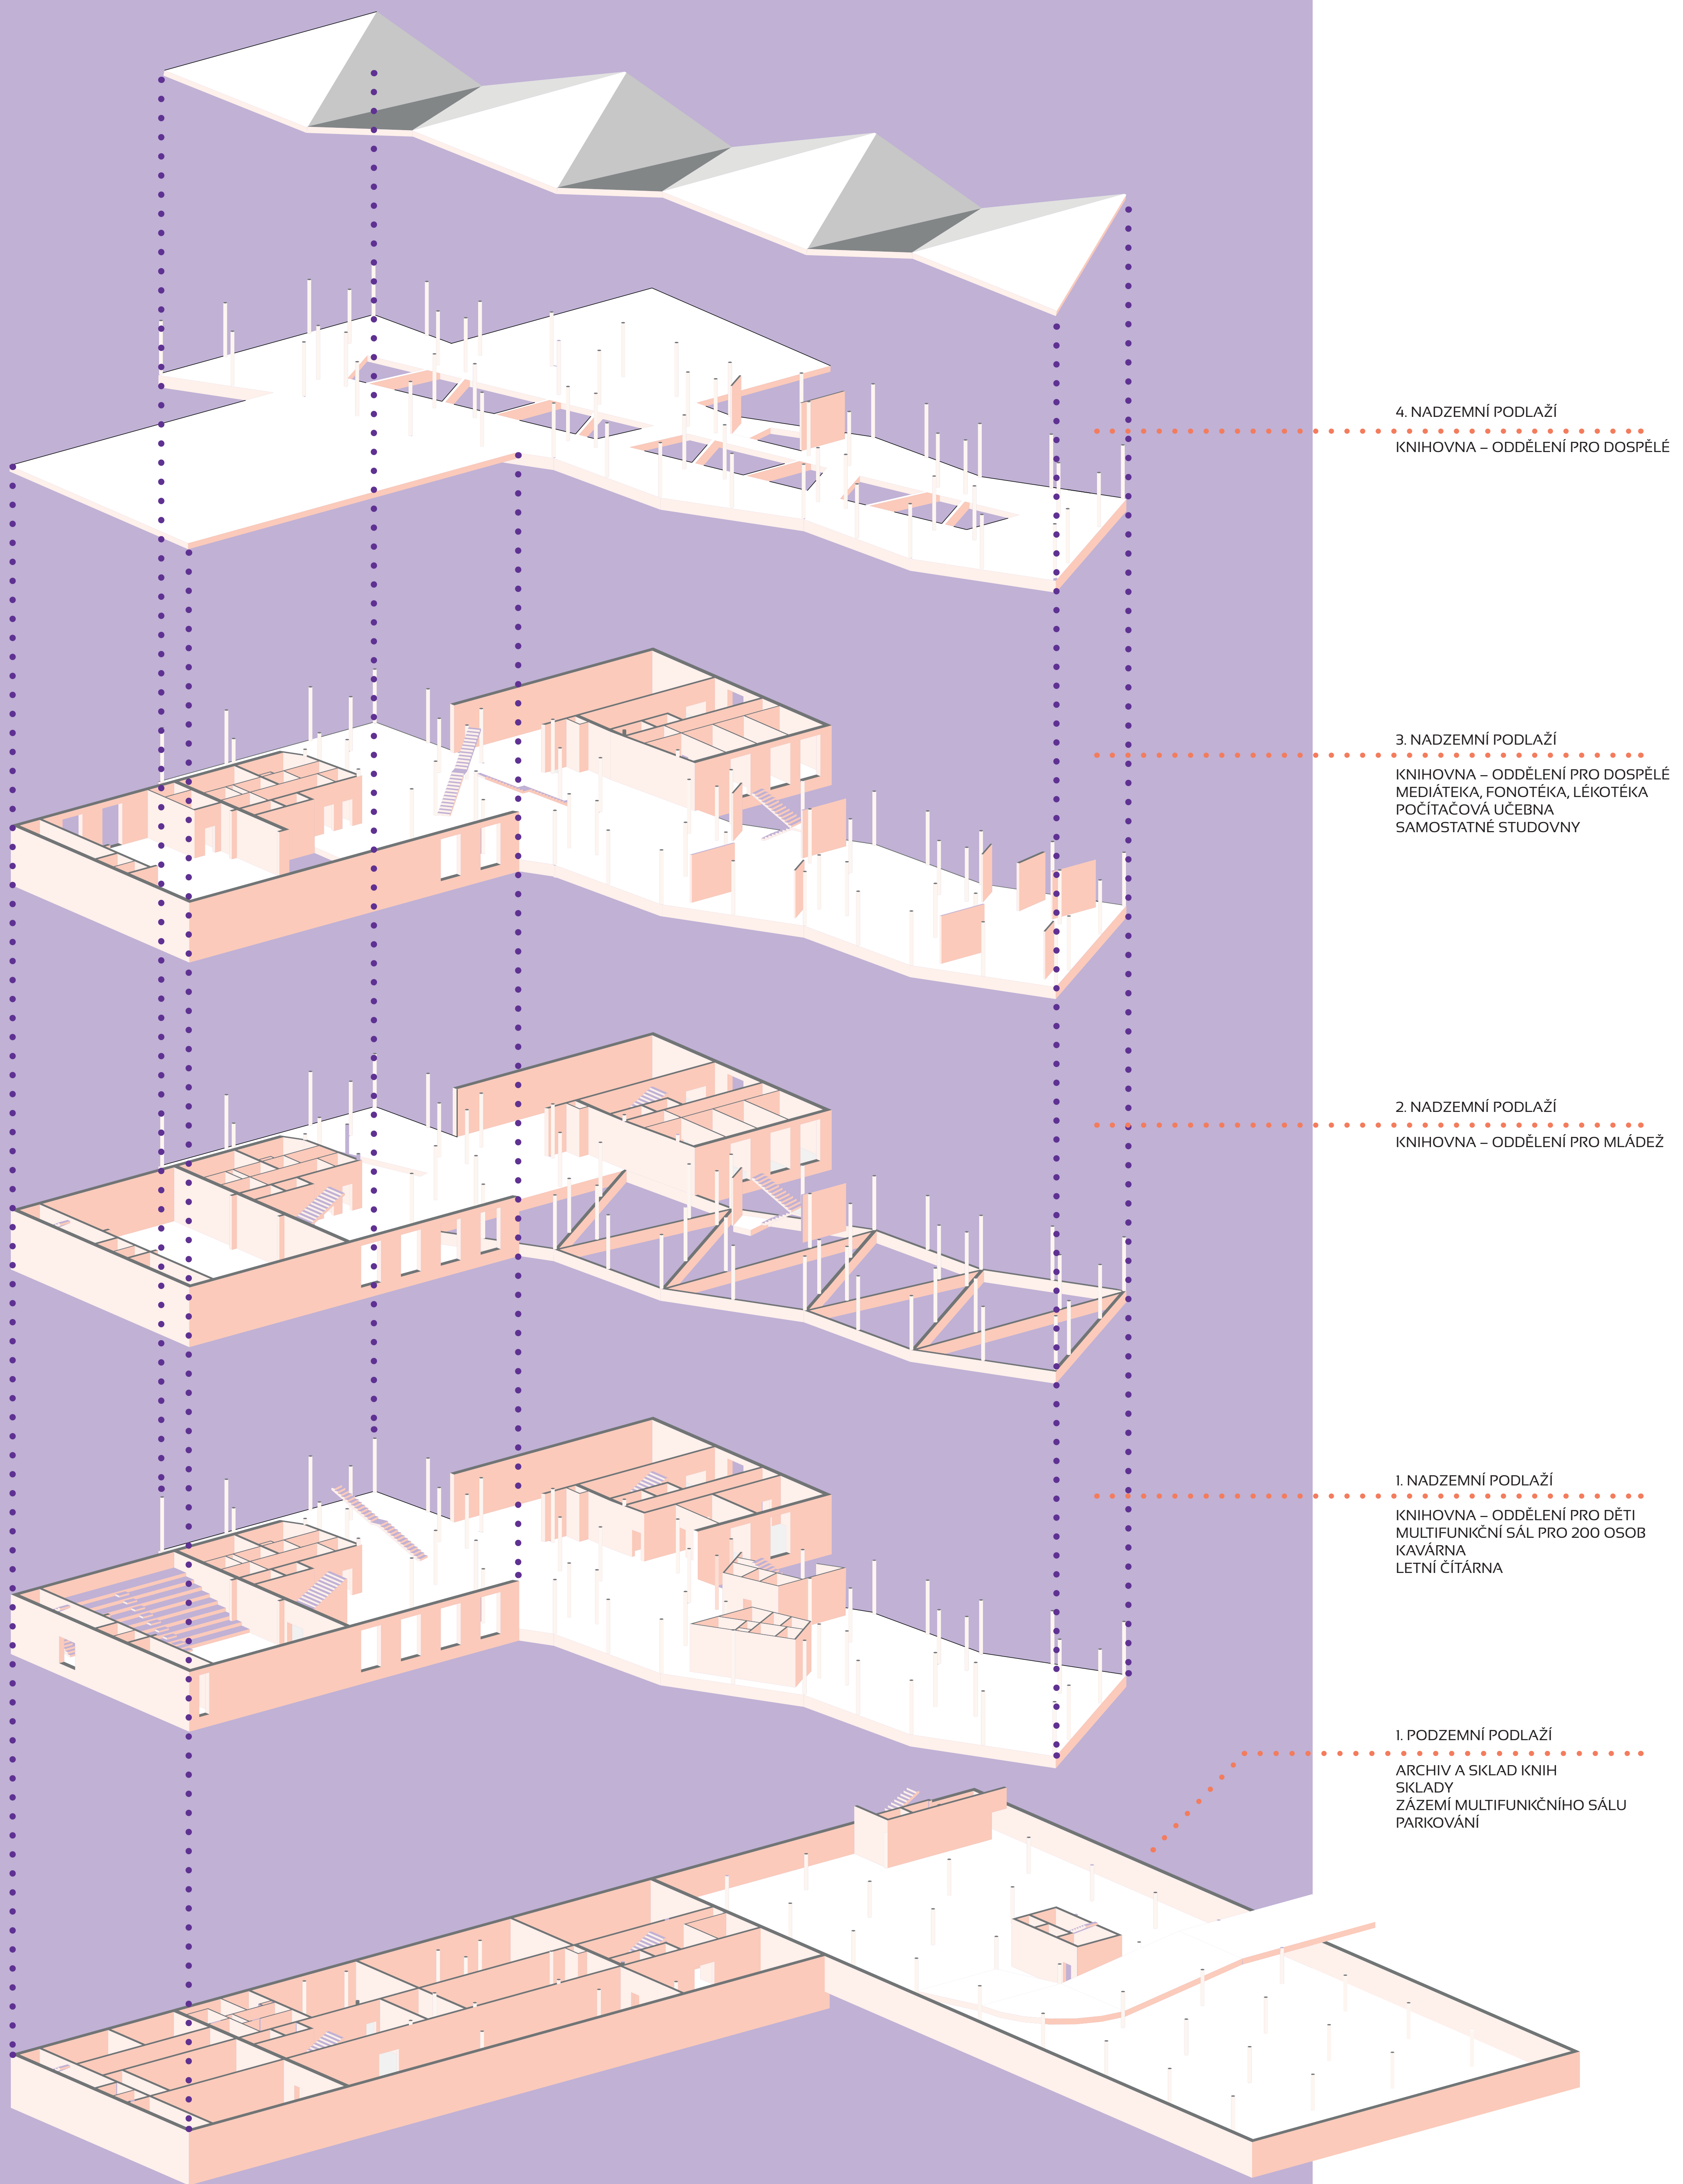 4. NADZEMNÍ PODLAŽÍ
KNIHOVNA – ODDĚLENÍ PRO DOSPĚLÉ
3. NADZEMNÍ PODLAŽÍ
KNIHOVNA – ODDĚLENÍ PRO DOSPĚLÉ
MEDIÁTEKA, FONOTÉKA, LÉKOTÉKA
POČÍTAČOVÁ UČEBNA
SAMOSTATNÉ STUDOVNY
2. NADZEMNÍ PODLAŽÍ
KNIHOVNA – ODDĚLENÍ PRO MLÁDEŽ
1. NADZEMNÍ PODLAŽÍ
KNIHOVNA – ODDĚLENÍ PRO DĚTI
MULTIFUNKČNÍ SÁL PRO 200 OSOB
KAVÁRNA
LETNÍ ČÍTÁRNA
1. PODZEMNÍ PODLAŽÍ
ARCHIV A SKLAD KNIH
SKLADY
ZÁZEMÍ MULTIFUNKČNÍHO SÁLU
PARKOVÁNÍ